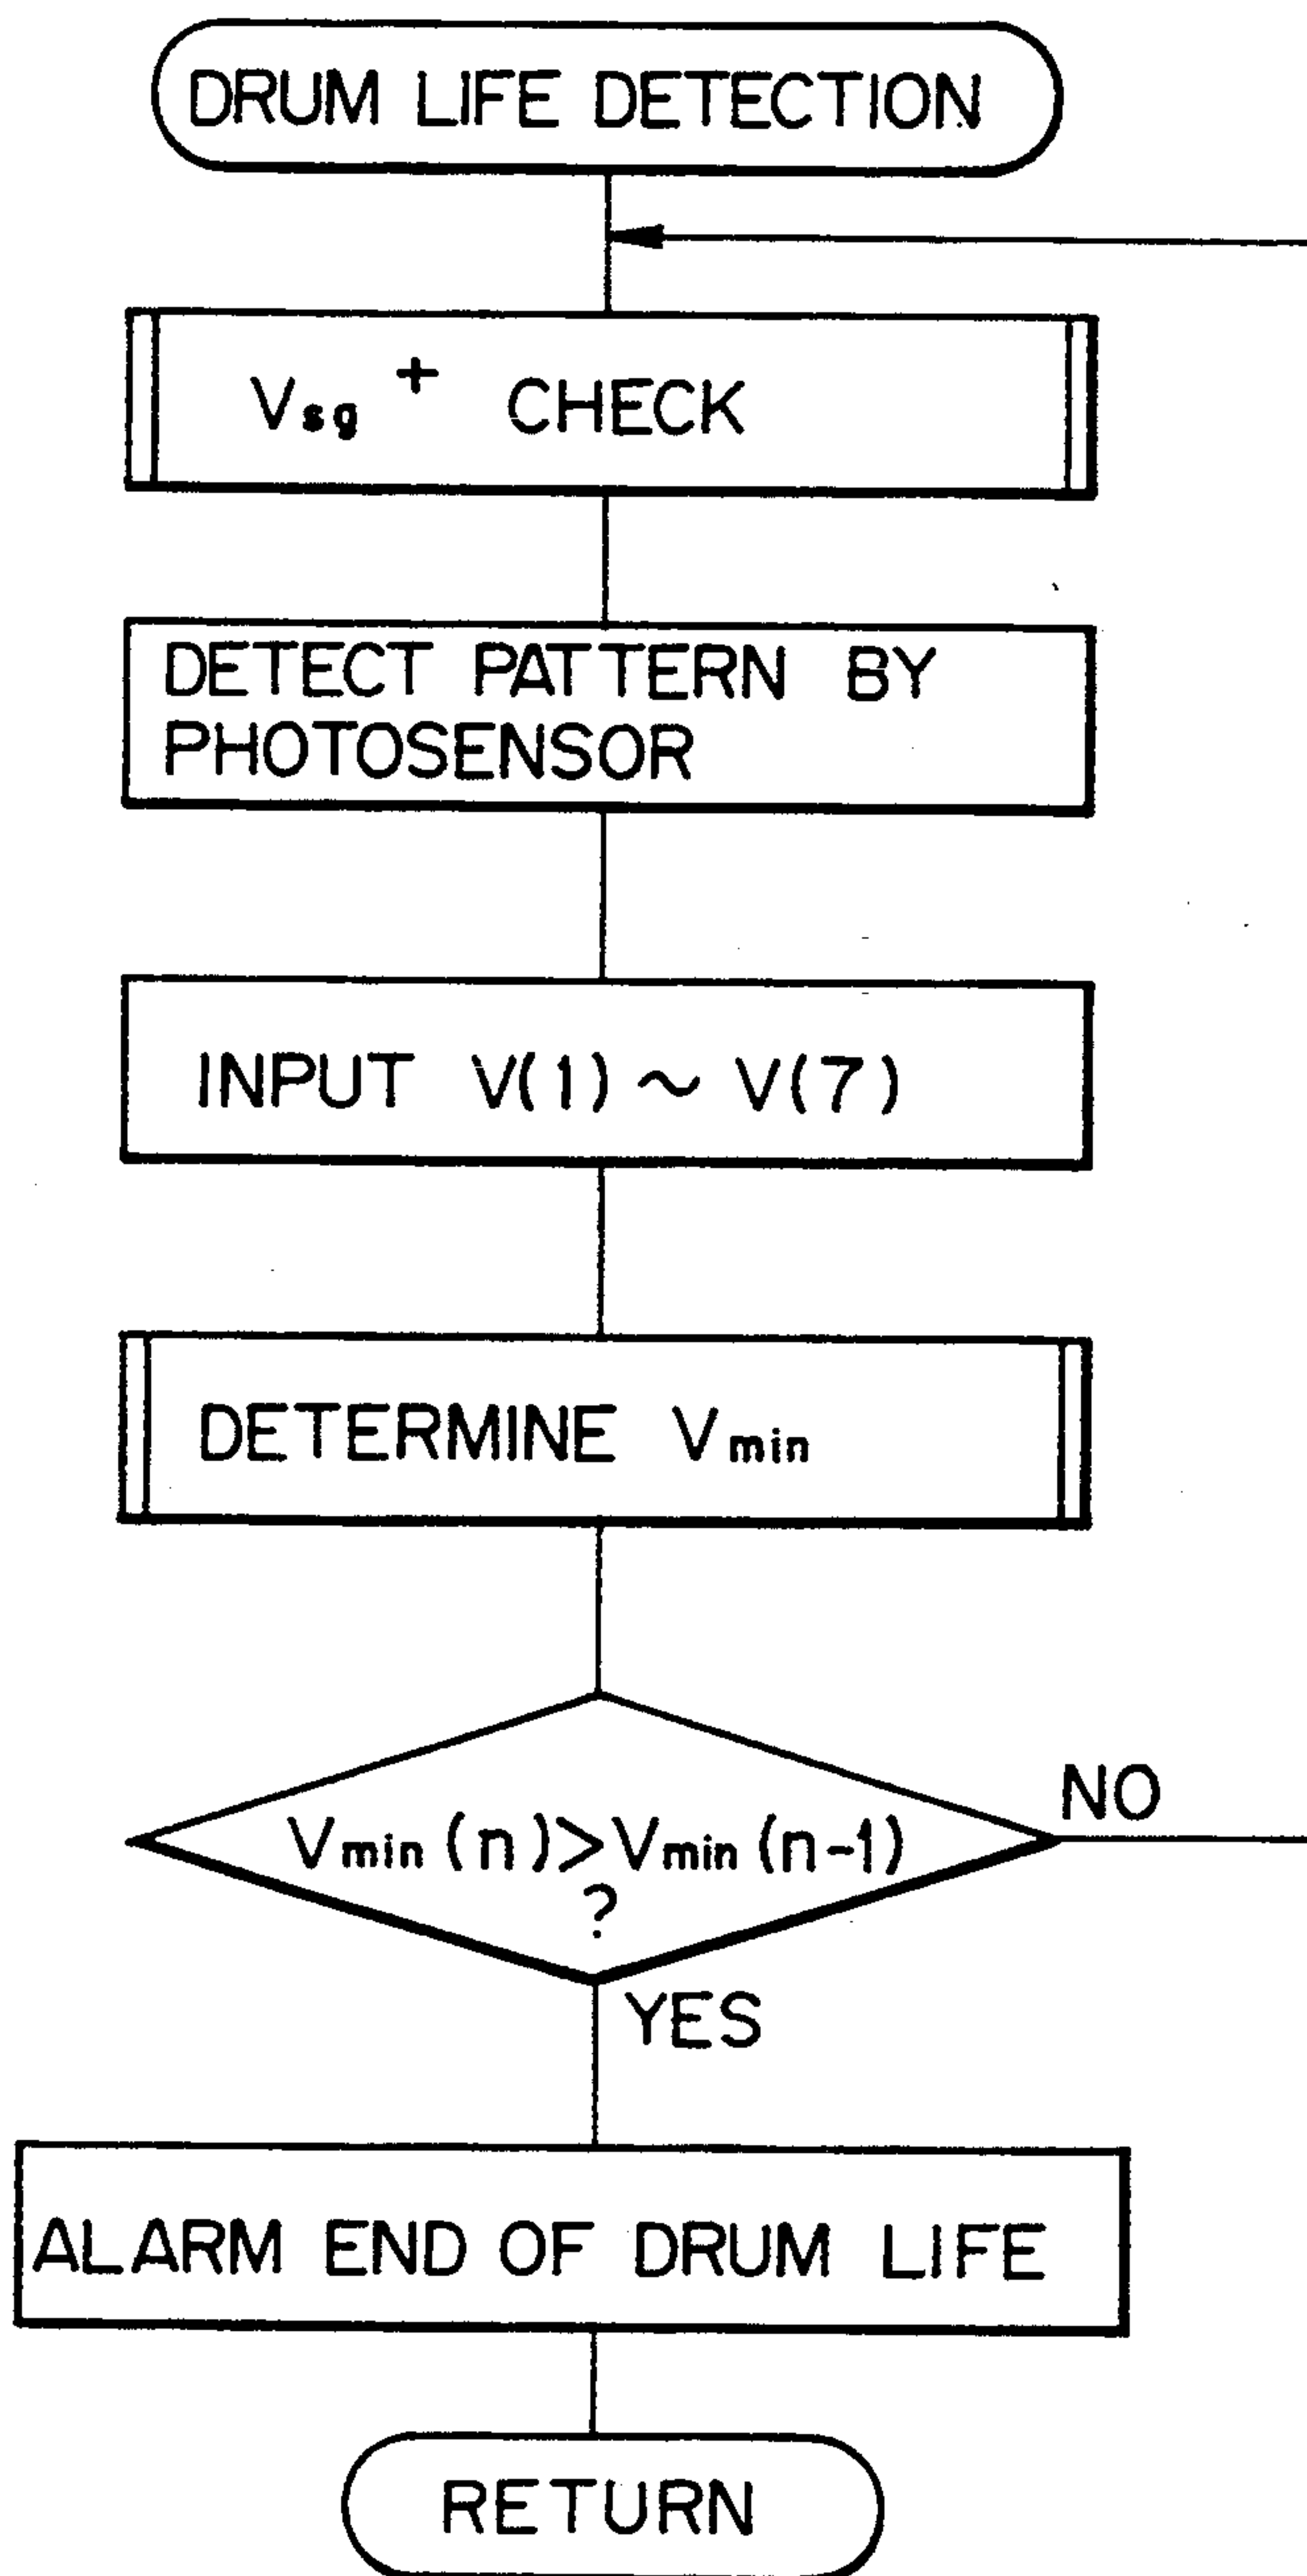 DRUM LIFE DETECTION
Vsg + CHECK
DETECT PATTERN BY
PHOTOSENSOR
INPUT V(1) ~ V(7)
DETERMINE Vmin
NO
Vmin (n) > Vmin (n-1)
?
YES
ALARM END OF DRUM LIFE
RETURN